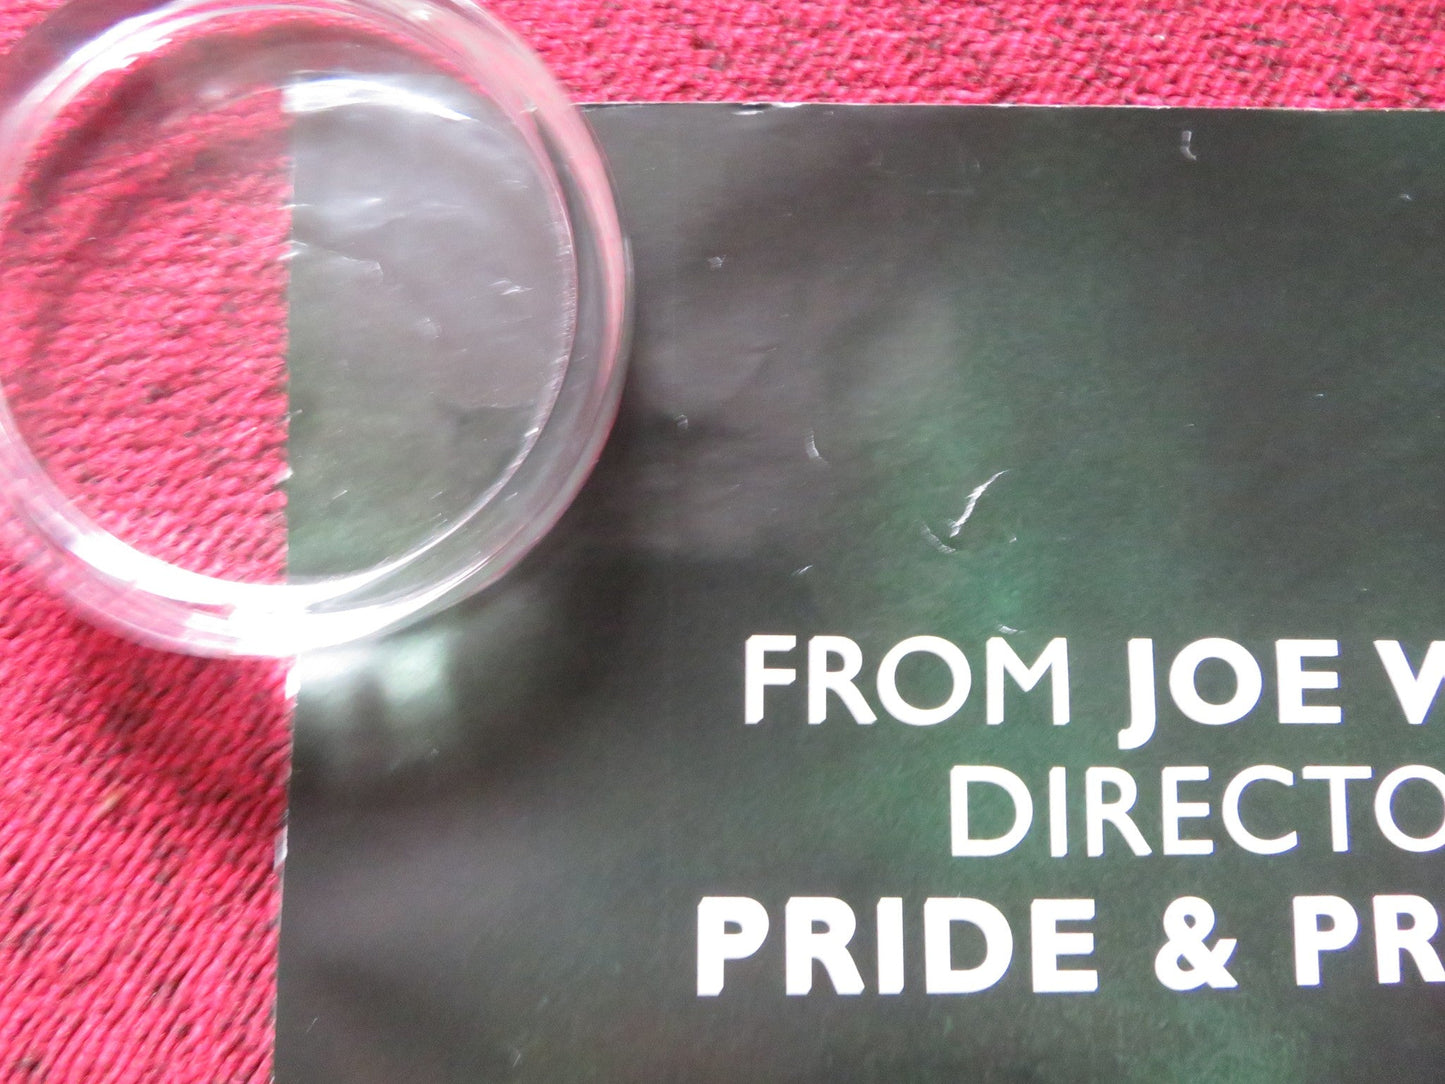 FROM JOE
DIRECTO
PRIDE & PR